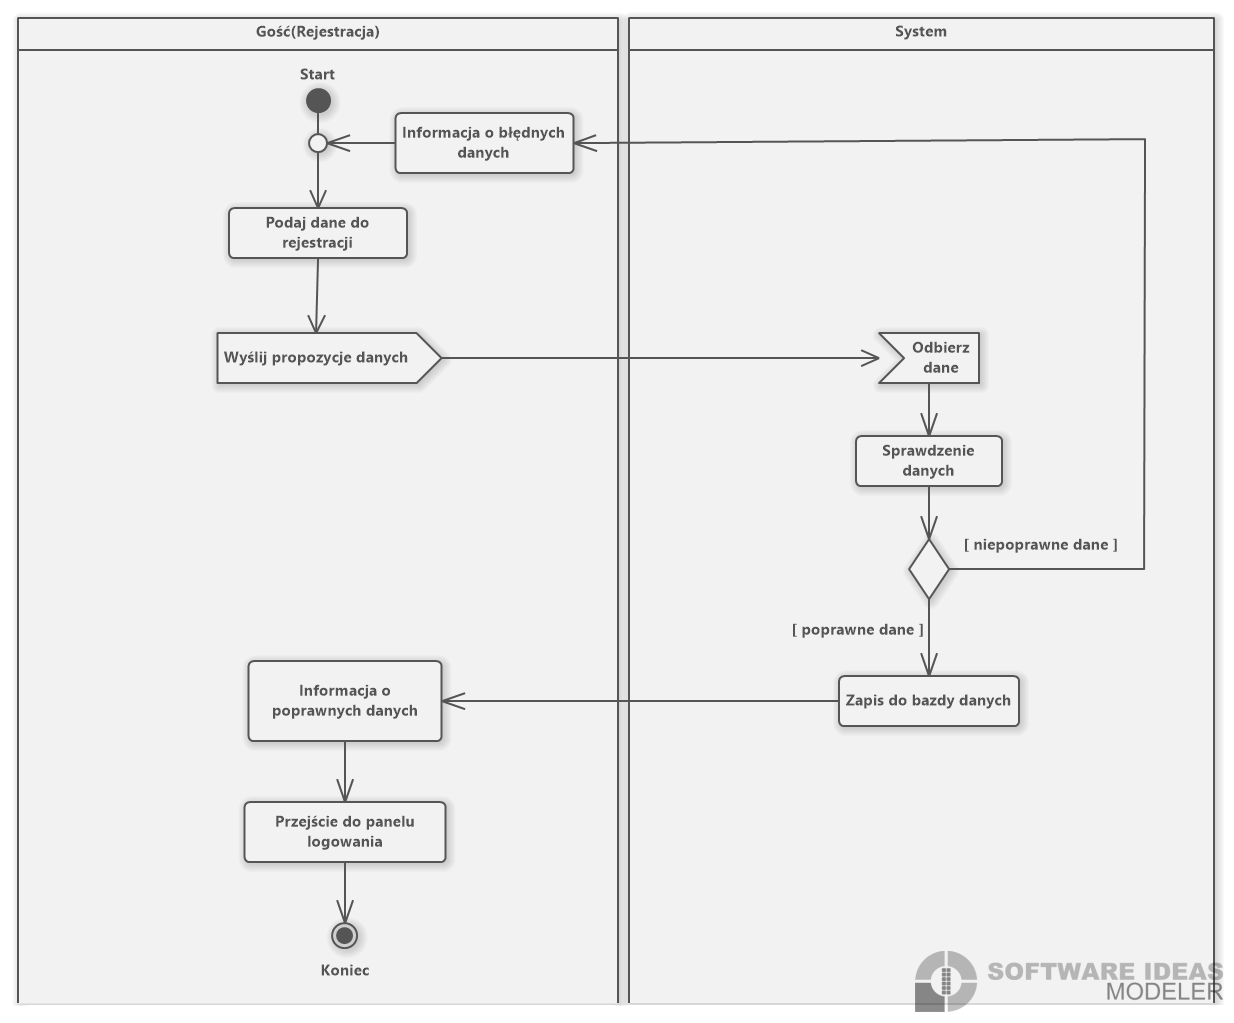 Gość(Rejestracja)
System
Start
Informacja o błędnych
danych
Podaj dane do
rejestracji
Wyślij propozycje danych
Odbierz
dane
Sprawdzenie
danych
[ niepoprawne dane ]
[ poprawne dane ]
Informacja o
poprawnych danych
Zapis do bazdy danych
Przejście do panelu
logowania
Koniec
SOFTWARE IDEAS
MODELER